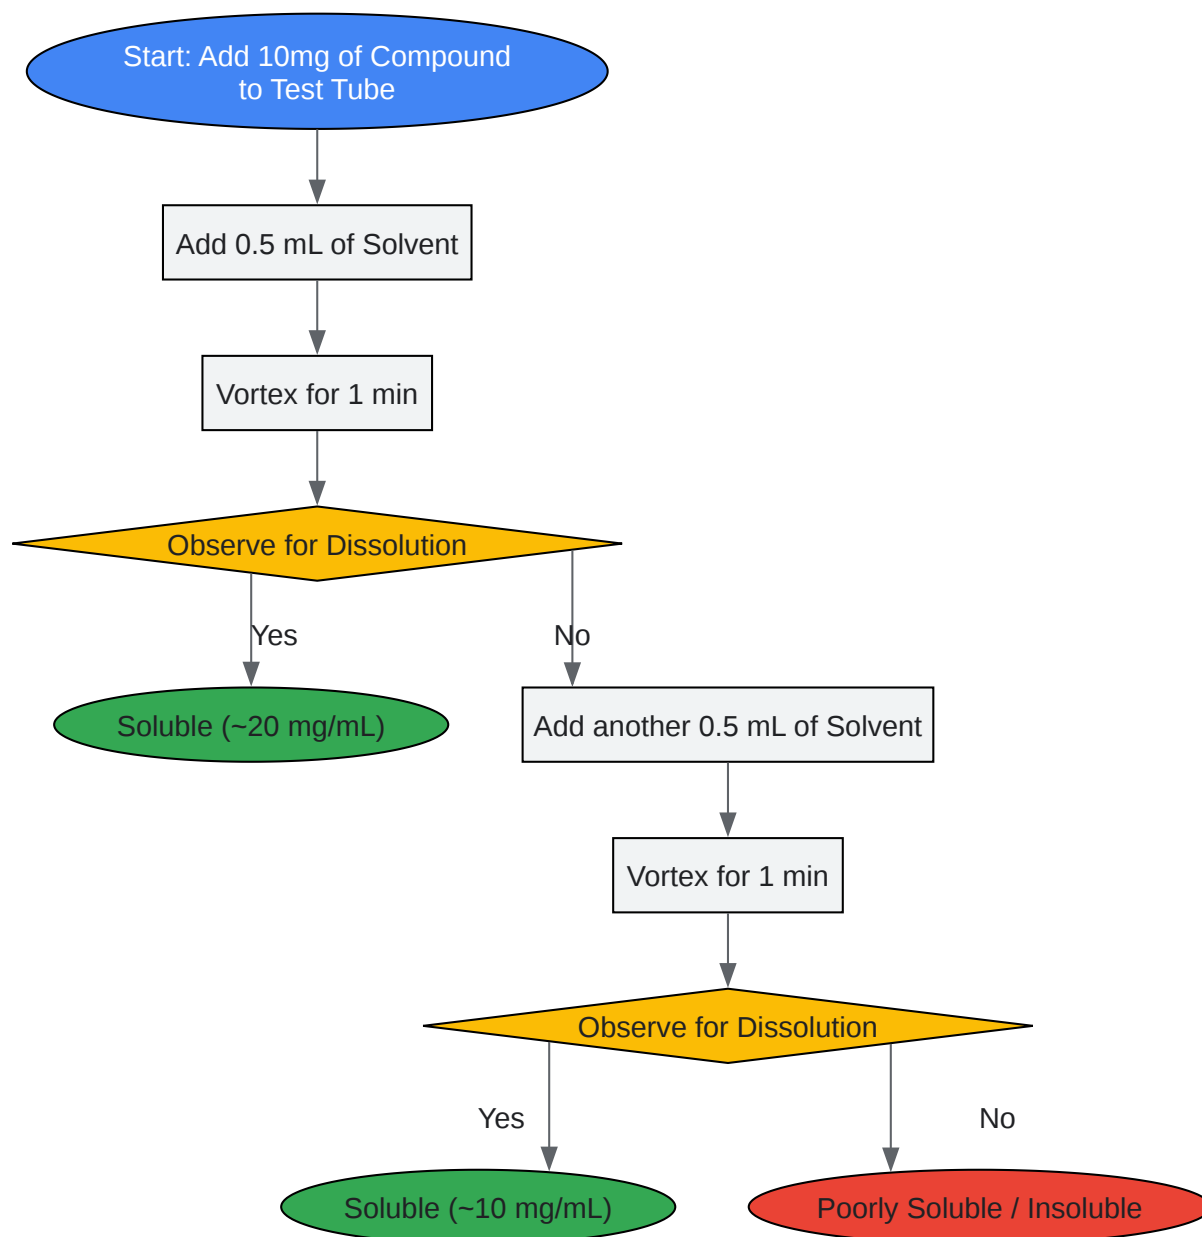 Start: Add 10mg of Compound
to Test Tube
Add 0.5 mL of Solvent
Vortex for 1 min
Observe for Dissolution
Yes
No
Soluble (~20 mg/mL)
Add another 0.5 mL of Solvent
Vortex for 1 min
Observe for Dissolution
Yes
No
Soluble (~10 mg/mL)
Poorly Soluble / Insoluble